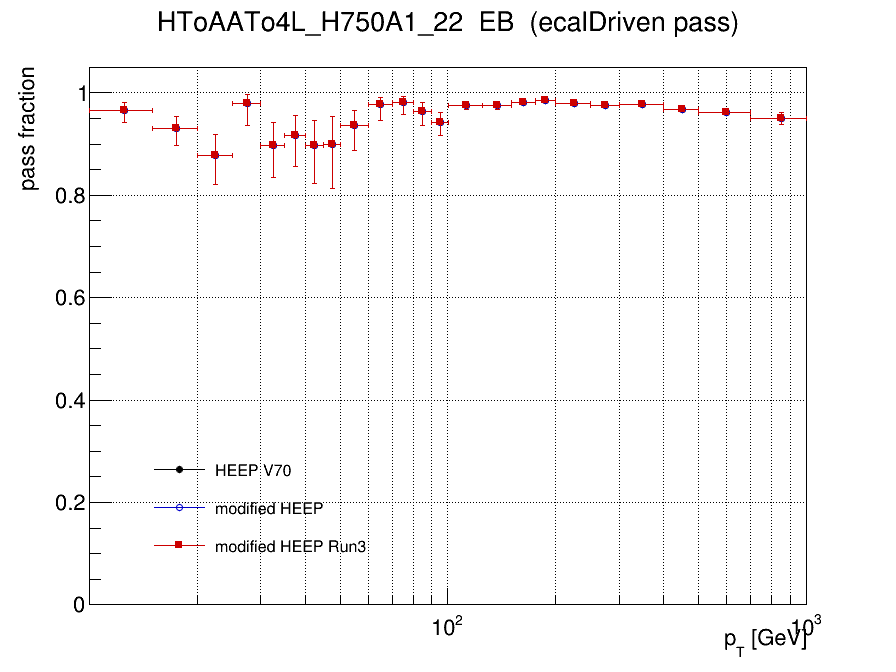 HToAATo4L_H750A1_22 EB (ecalDriven pass)
pass fraction
1
0.8
0.6
0.4
0.2
0
HEEP V70
modified HEEP
modified HEEP Run3
10²
10³
p_T [GeV]